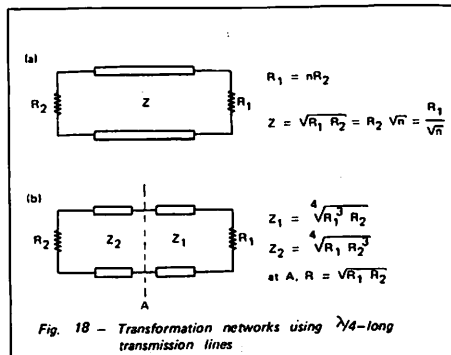 (a)
R₂
Z
R₁
R₁ = nR₂
Z = √R₁ R₂ = R₂ √n = R₁/√n
(b)
R₂
Z₂
Z₁
R₁
A
Z₁ = ⁴√R₁³ R₂
Z₂ = ⁴√R₁ R₂³
at A, R = √R₁ R₂
Fig. 18 – Transformation networks using λ/4–long
transmission lines